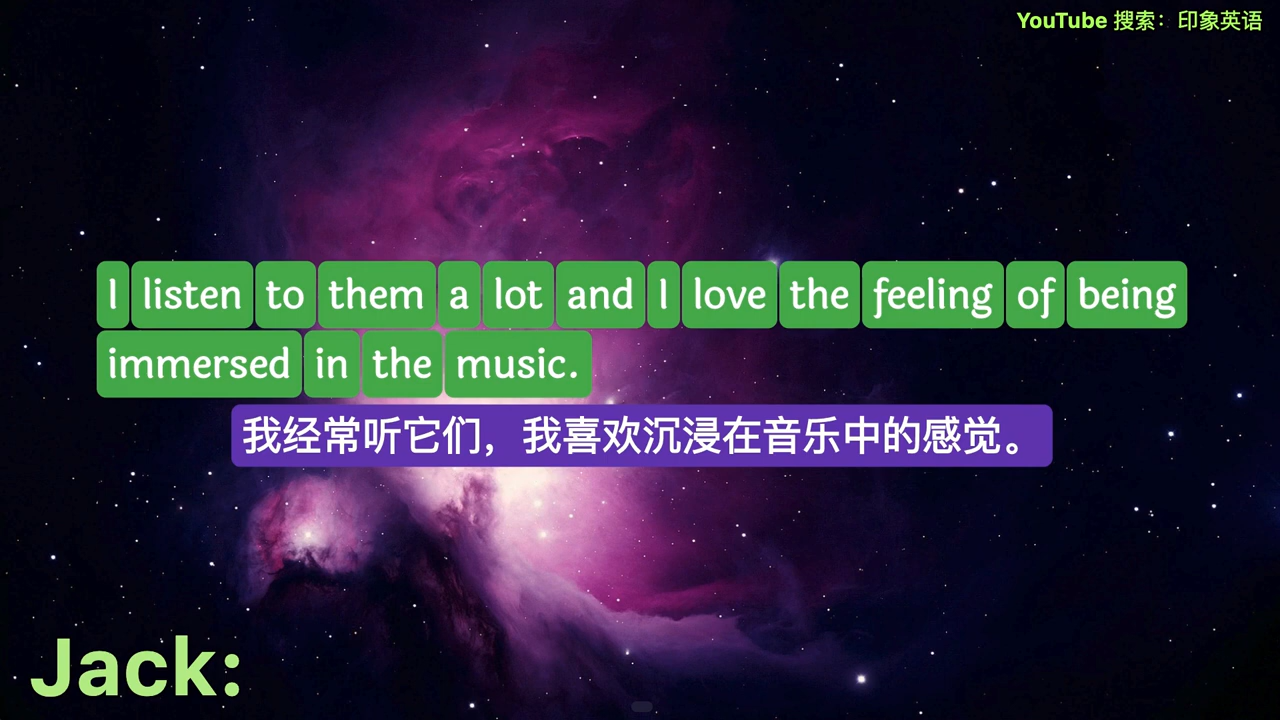 YouTube 搜索：印象英语
I listen to them a lot and I love the feeling of being
immersed in the music.
我经常听它们，我喜欢沉浸在音乐中的感觉。
Jack: